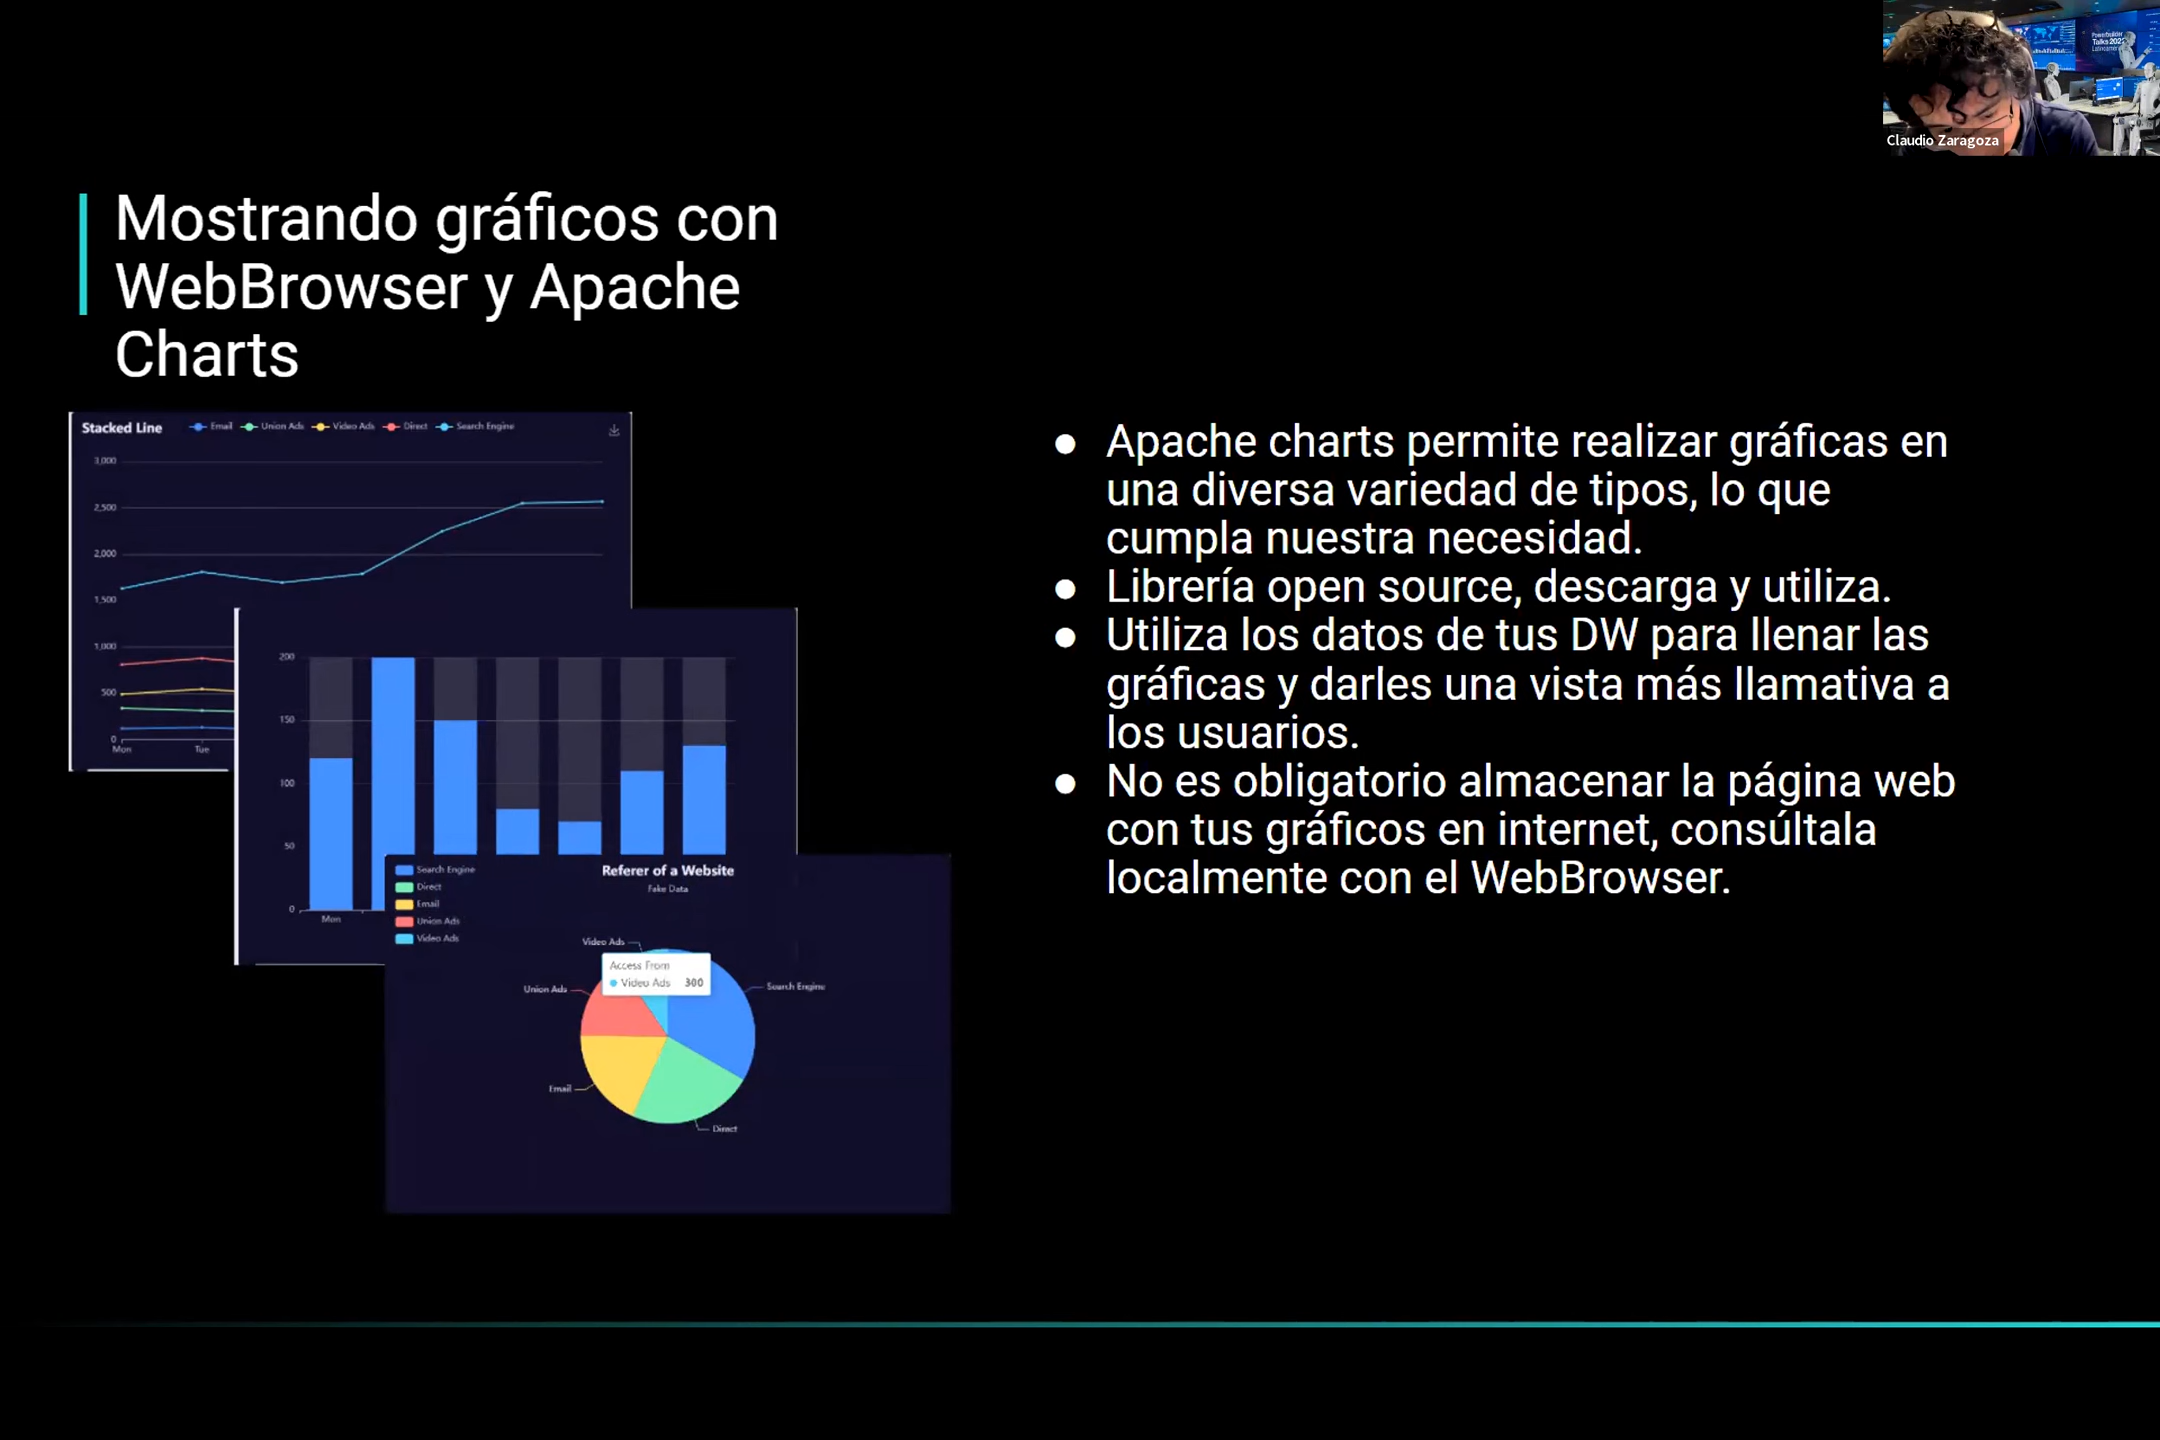 PowerBuilder
Talks 2023
Latinoamérica
Claudio Zaragoza
Mostrando gráficos con
WebBrowser y Apache
Charts
Stacked Line
Email
Union Ads
Video Ads
Direct
Search Engine
3,000
2,500
2,000
1,500
1,000
500
0
Mon
Tue
200
150
100
50
0
Mon
Search Engine
Direct
Email
Union Ads
Video Ads
Referer of a Website
Fake Data
Video Ads
Access From
Video Ads 300
Union Ads
Search Engine
Email
Direct
● Apache charts permite realizar gráficas en
una diversa variedad de tipos, lo que
cumpla nuestra necesidad.
● Librería open source, descarga y utiliza.
● Utiliza los datos de tus DW para llenar las
gráficas y darles una vista más llamativa a
los usuarios.
● No es obligatorio almacenar la página web
con tus gráficos en internet, consúltala
localmente con el WebBrowser.